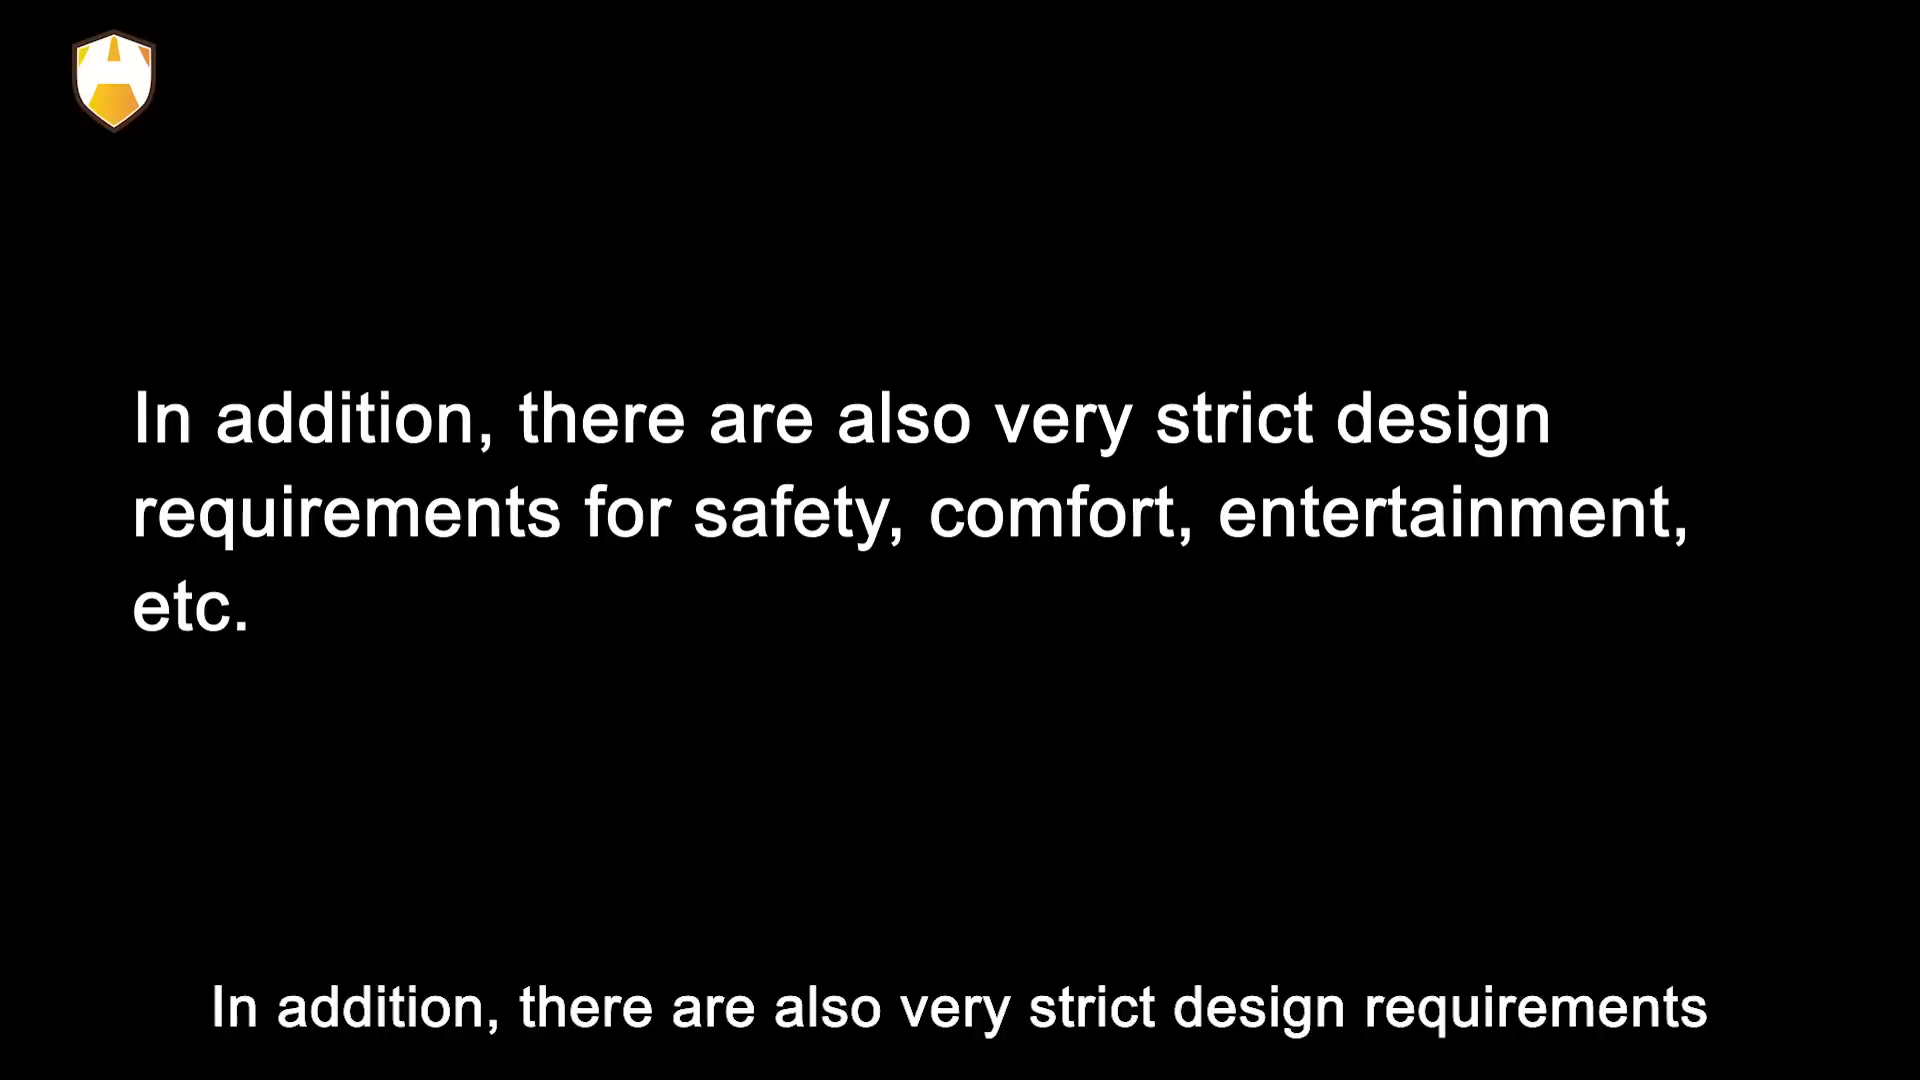 In addition, there are also very strict design
requirements for safety, comfort, entertainment,
etc.
In addition, there are also very strict design requirements